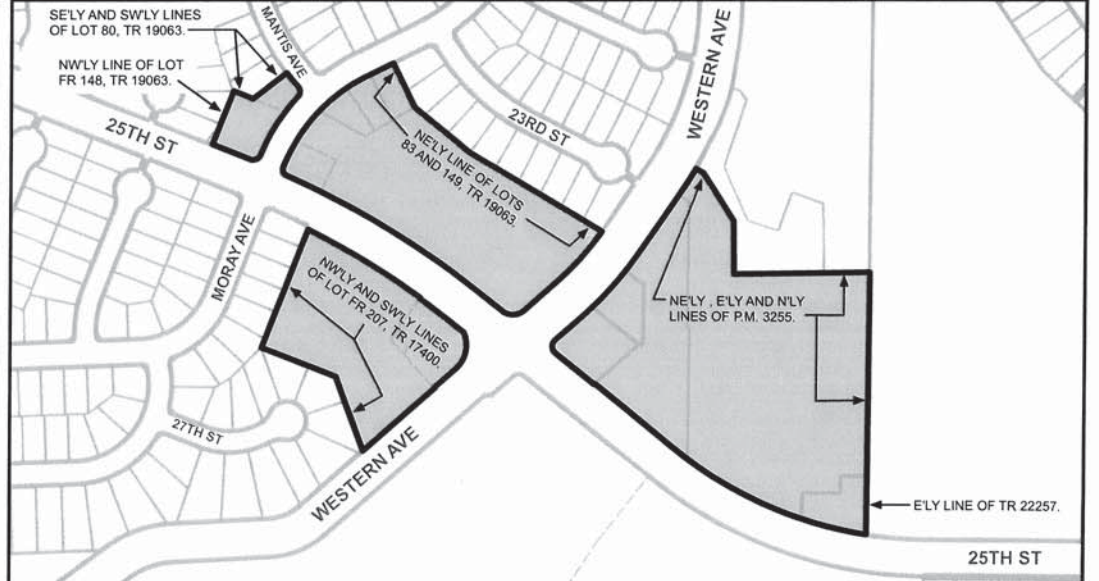 SE'LY AND SW'LY LINES
OF LOT 80, TR 19063.
NW'LY LINE OF LOT
FR 148, TR 19063.
MANTIS AVE
25TH ST
23RD ST
WESTERN AVE
NE'LY LINE OF LOTS
83 AND 149, TR 19063.
MORAY AVE
NW'LY AND SW'LY LINES
OF LOT FR 207, TR 17400.
NE'LY , E'LY AND N'LY
LINES OF P.M. 3255.
27TH ST
WESTERN AVE
E'LY LINE OF TR 22257.
25TH ST